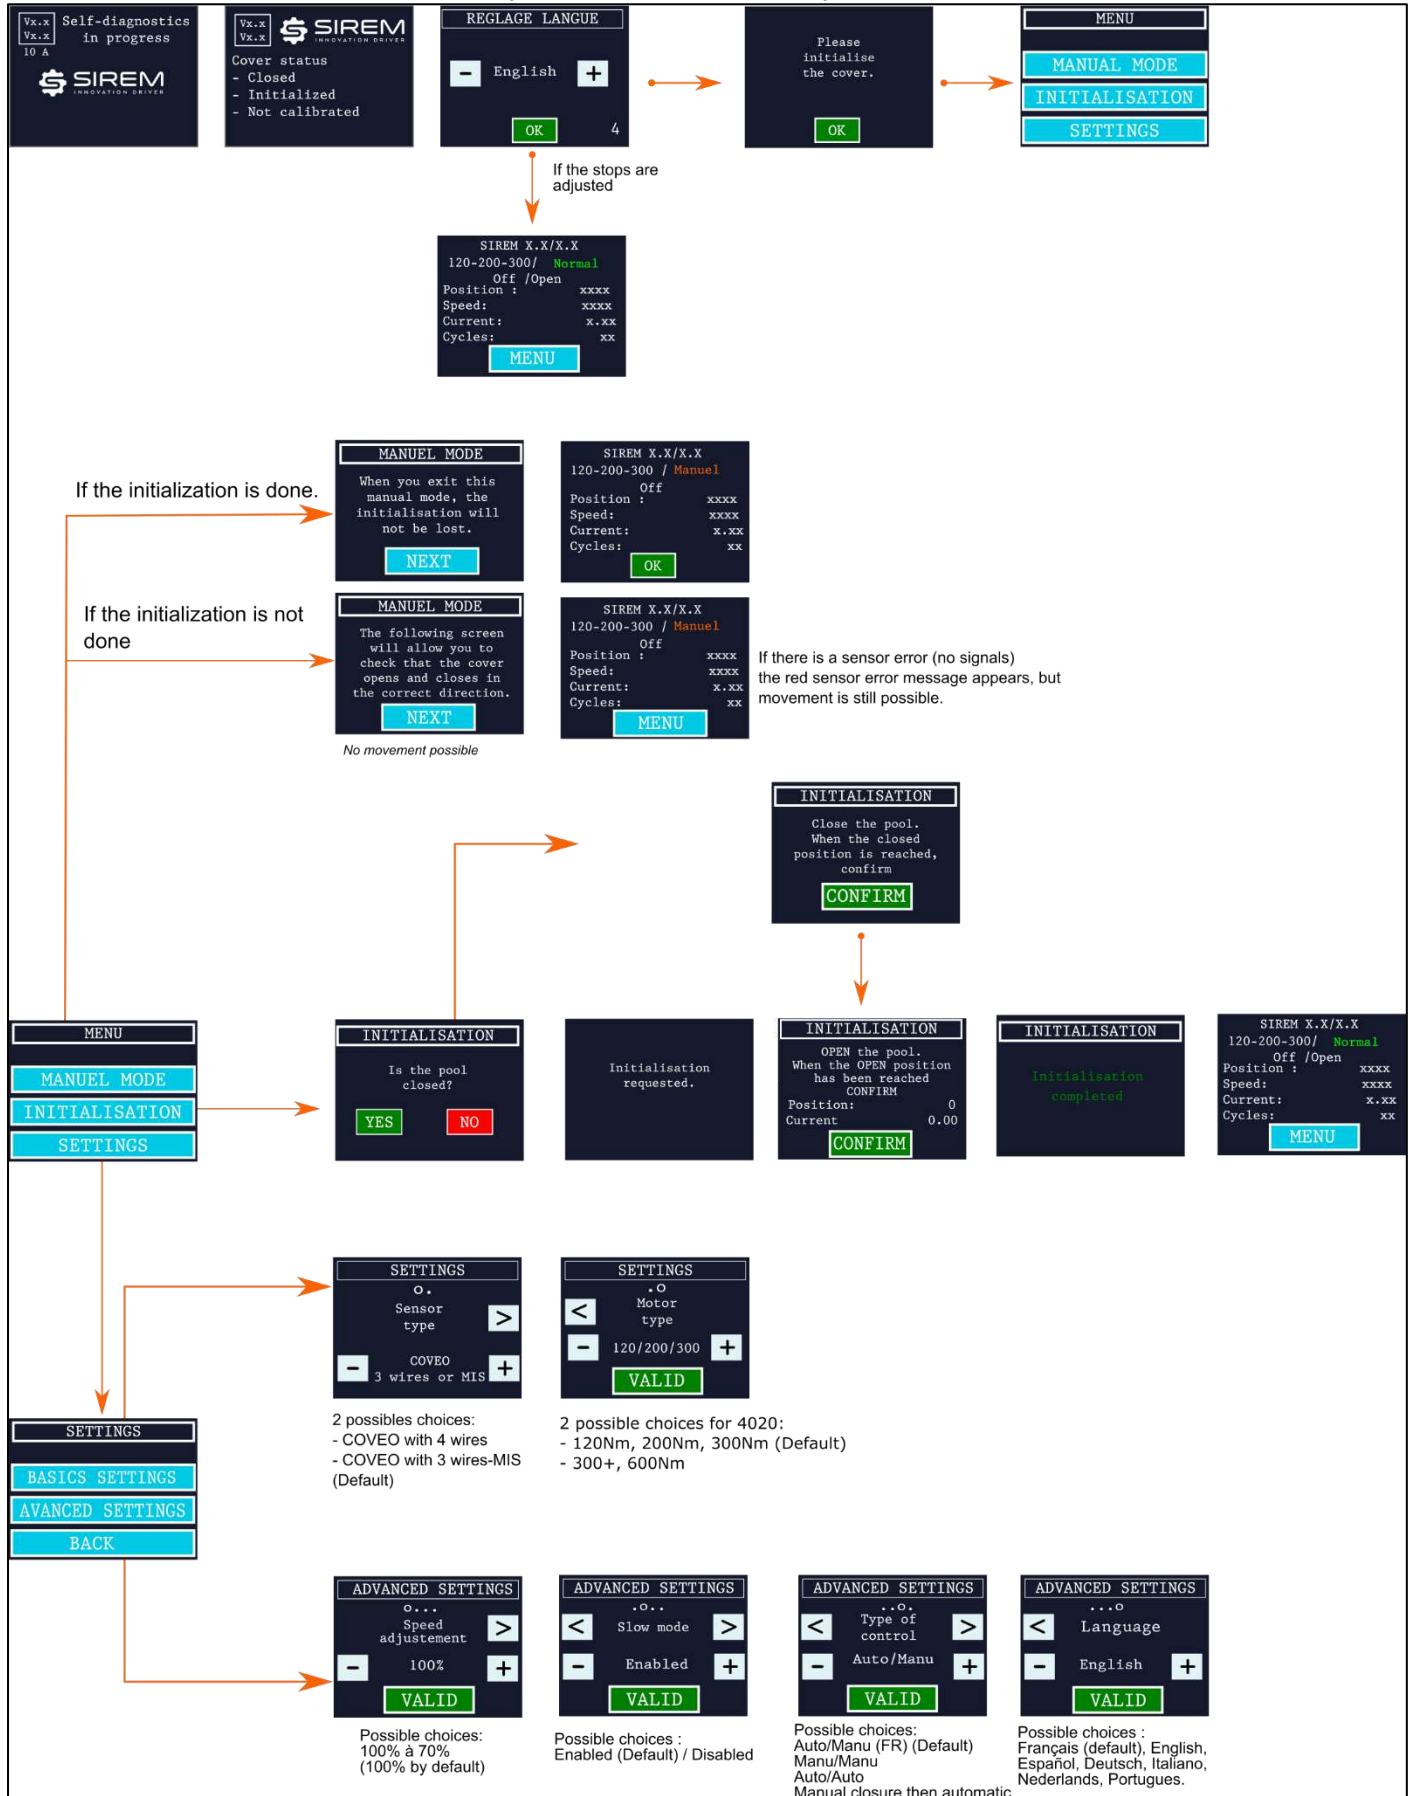 Vx.x
Vx.x
10 A
Self-diagnostics
in progress
SIREM
INNOVATION DRIVER
Vx.x
Vx.x
SIREM
INNOVATION DRIVER
Cover status
- Closed
- Initialized
- Not calibrated
REGLAGE LANGUE
- English +
OK 4
Please
initialise
the cover.
OK
MENU
MANUAL MODE
INITIALISATION
SETTINGS
If the stops are
adjusted
SIREM X.X/X.X
120-200-300/ Normal
Off /Open
Position : xxxx
Speed: xxxx
Current: x.xx
Cycles: xx
MENU
If the initialization is done.
MANUEL MODE
When you exit this
manual mode, the
initialisation will
not be lost.
NEXT
SIREM X.X/X.X
120-200-300 / Manuel
Off
Position : xxxx
Speed: xxxx
Current: x.xx
Cycles: xx
OK
If the initialization is not
done
MANUEL MODE
The following screen
will allow you to
check that the cover
opens and closes in
the correct direction.
NEXT
No movement possible
SIREM X.X/X.X
120-200-300 / Manuel
Off
Position : xxxx
Speed: xxxx
Current: x.xx
Cycles: xx
MENU
If there is a sensor error (no signals)
the red sensor error message appears, but
movement is still possible.
INITIALISATION
Close the pool.
When the closed
position is reached,
confirm
CONFIRM
MENU
MANUEL MODE
INITIALISATION
SETTINGS
INITIALISATION
Is the pool
closed?
YES NO
Initialisation
requested.
INITIALISATION
OPEN the pool.
When the OPEN position
has been reached
CONFIRM
Position: 0
Current 0.00
CONFIRM
INITIALISATION
Initialisation
completed
SIREM X.X/X.X
120-200-300/ Normal
Off /Open
Position : xxxx
Speed: xxxx
Current: x.xx
Cycles: xx
MENU
SETTINGS
o.
Sensor
type
>
- COVEO +
3 wires or MIS
2 possibles choices:
- COVEO with 4 wires
- COVEO with 3 wires-MIS
(Default)
SETTINGS
.o
< Motor
type
- 120/200/300 +
VALID
2 possible choices for 4020:
- 120Nm, 200Nm, 300Nm (Default)
- 300+, 600Nm
SETTINGS
BASICS SETTINGS
AVANCED SETTINGS
BACK
ADVANCED SETTINGS
o...
Speed >
adjustement
- 100% +
VALID
Possible choices:
100% à 70%
(100% by default)
ADVANCED SETTINGS
.o..
< Slow mode >
- Enabled +
VALID
Possible choices :
Enabled (Default) / Disabled
ADVANCED SETTINGS
..o.
< Type of >
control
- Auto/Manu +
VALID
Possible choices:
Auto/Manu (FR) (Default)
Manu/Manu
Auto/Auto
Manual closure then automatic
ADVANCED SETTINGS
...o
< Language
- English +
VALID
Possible choices :
Français (default), English,
Español, Deutsch, Italiano,
Nederlands, Portugues.